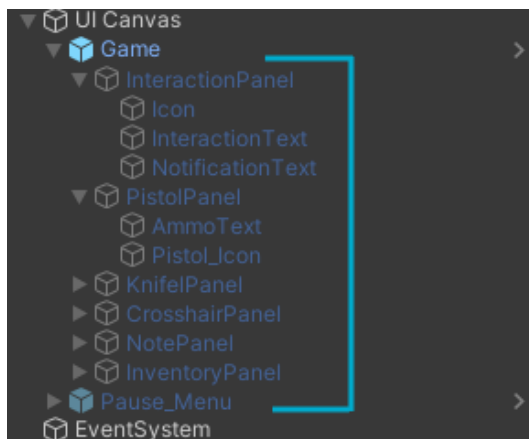 UI Canvas
Game
InteractionPanel
Icon
InteractionText
NotificationText
PistolPanel
AmmoText
Pistol_Icon
KnifelPanel
CrosshairPanel
NotePanel
InventoryPanel
Pause_Menu
EventSystem